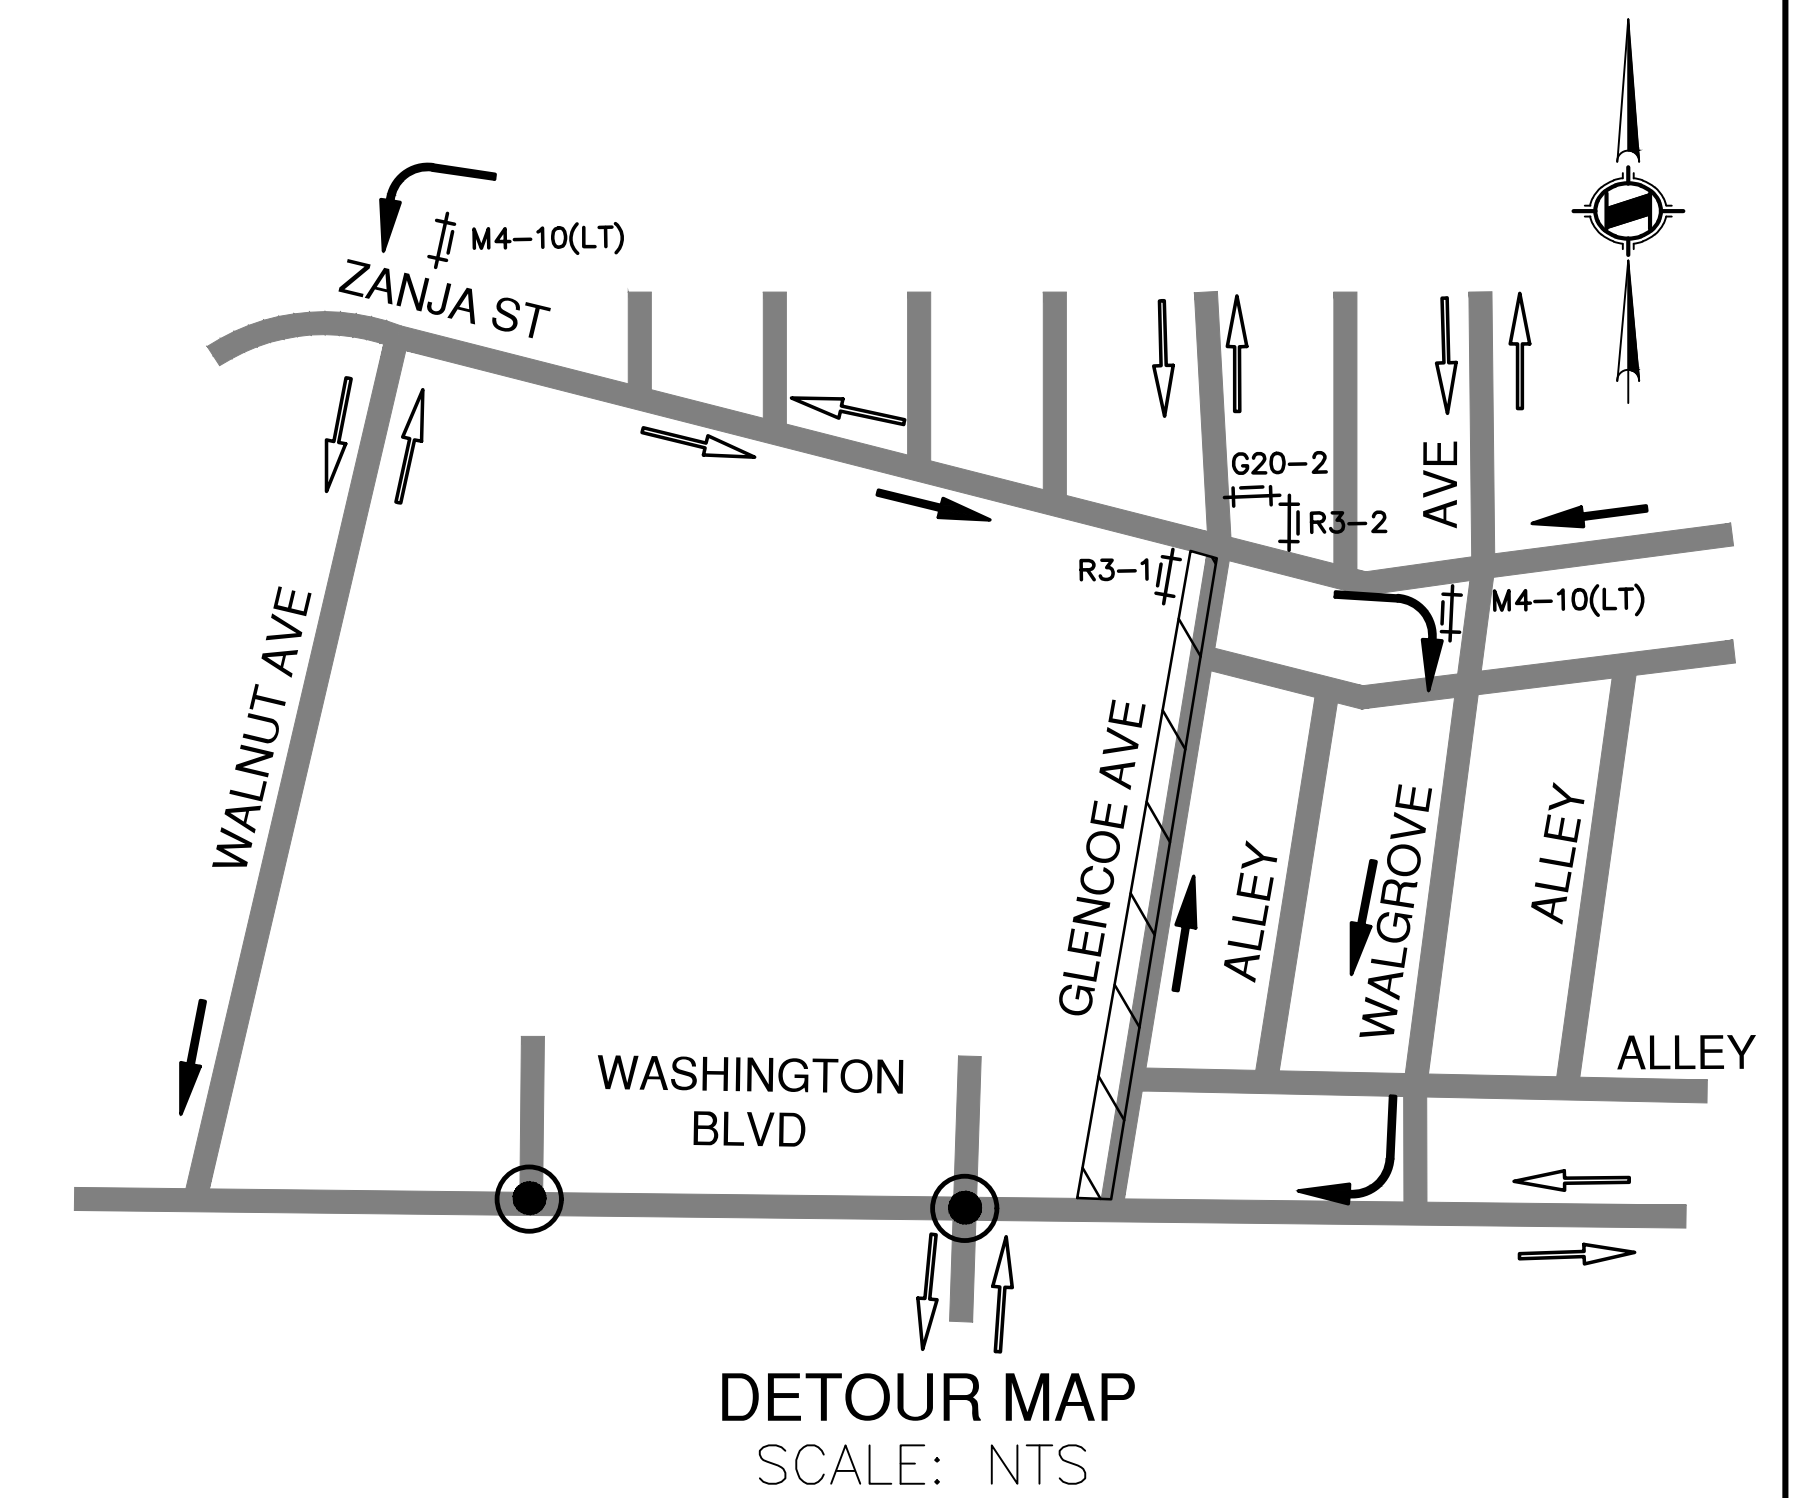 M4-10(LT)
ZANJA ST
G20-2
R3-2
AVE
R3-1
M4-10(LT)
WALNUT AVE
GLENCOE AVE
ALLEY
WALGROVE
ALLEY
ALLEY
WASHINGTON
BLVD
DETOUR MAP
SCALE: NTS